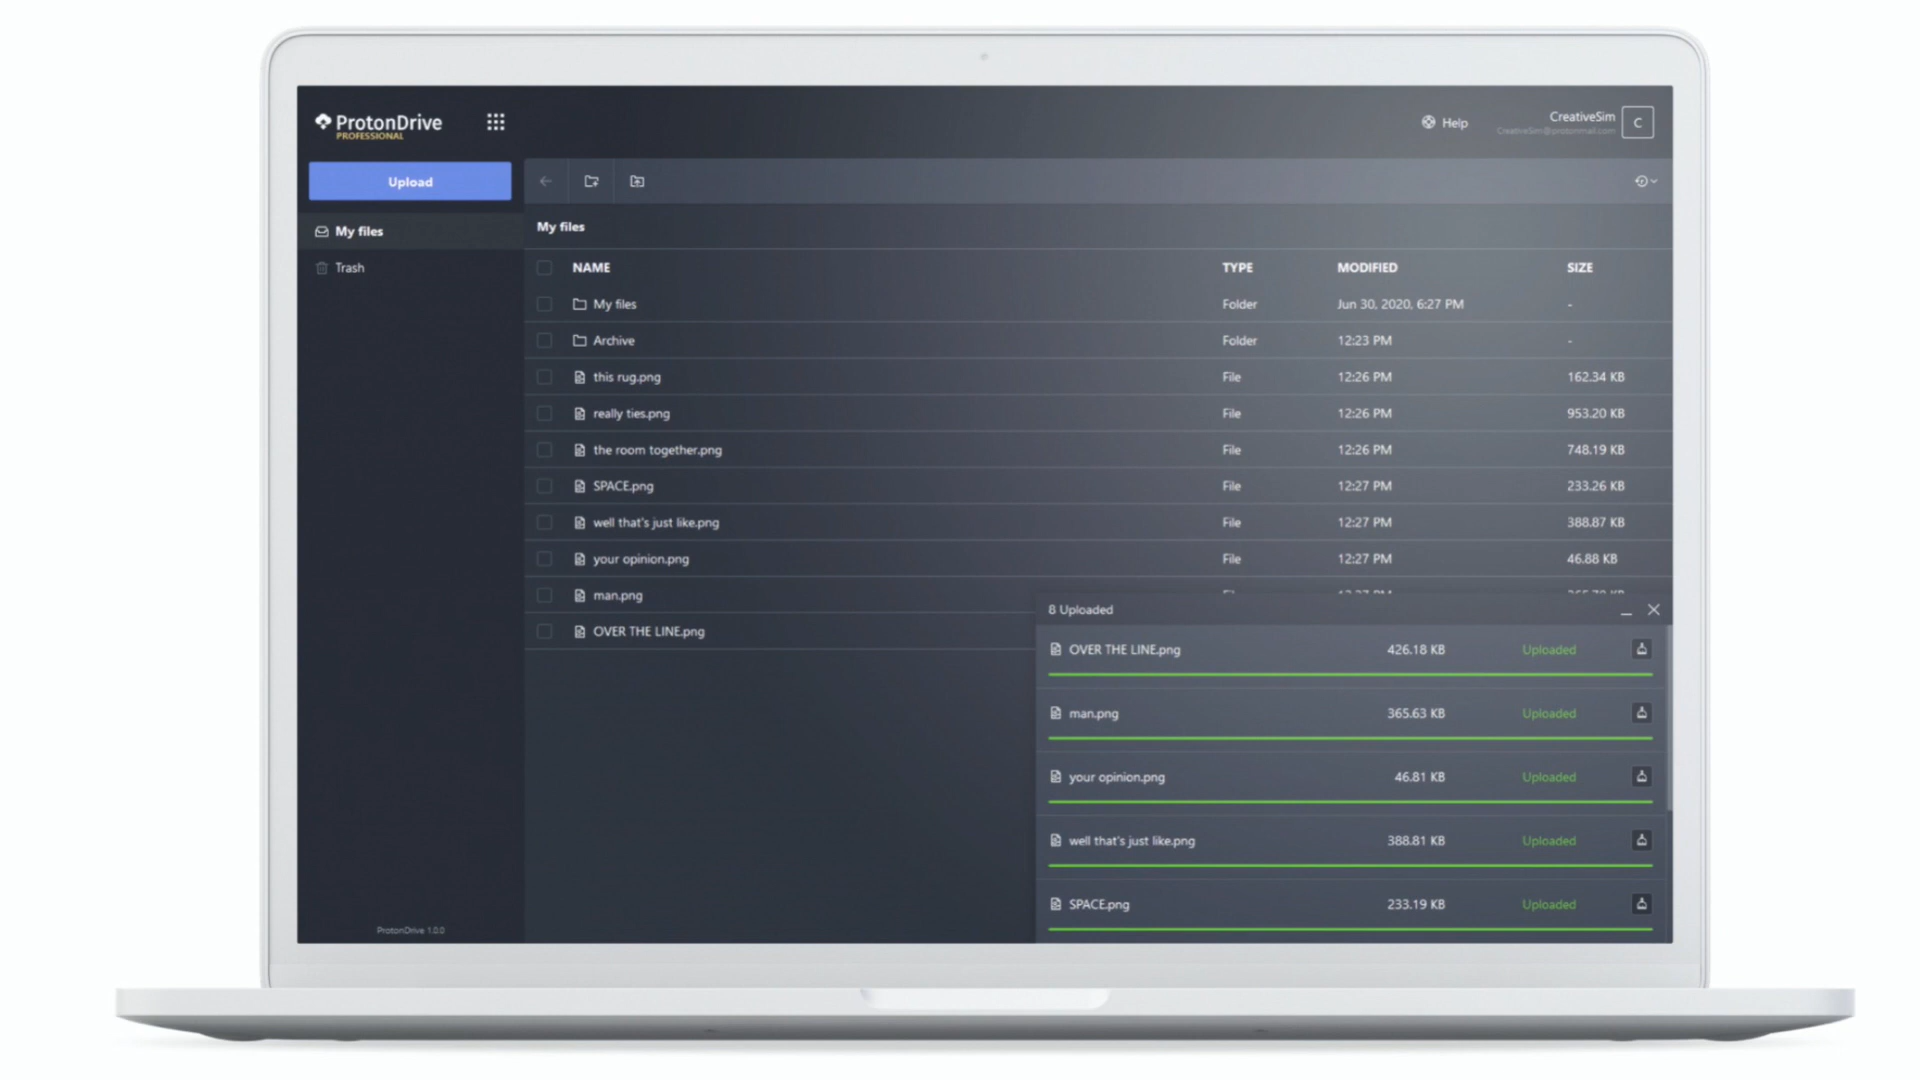 ProtonDrive
PROFESSIONAL
Help
CreativeSim
CreativeSim@protonmail.com
C
Upload
My files
Trash
My files
NAME TYPE MODIFIED SIZE
My files Folder Jun 30, 2020, 6:27 PM -
Archive Folder 12:23 PM -
this rug.png File 12:26 PM 162.34 KB
really ties.png File 12:26 PM 953.20 KB
the room together.png File 12:26 PM 748.19 KB
SPACE.png File 12:27 PM 233.26 KB
well that's just like.png File 12:27 PM 388.87 KB
your opinion.png File 12:27 PM 46.88 KB
man.png
OVER THE LINE.png
8 Uploaded
OVER THE LINE.png 426.18 KB Uploaded
man.png 365.63 KB Uploaded
your opinion.png 46.81 KB Uploaded
well that's just like.png 388.81 KB Uploaded
SPACE.png 233.19 KB Uploaded
ProtonDrive 1.0.0